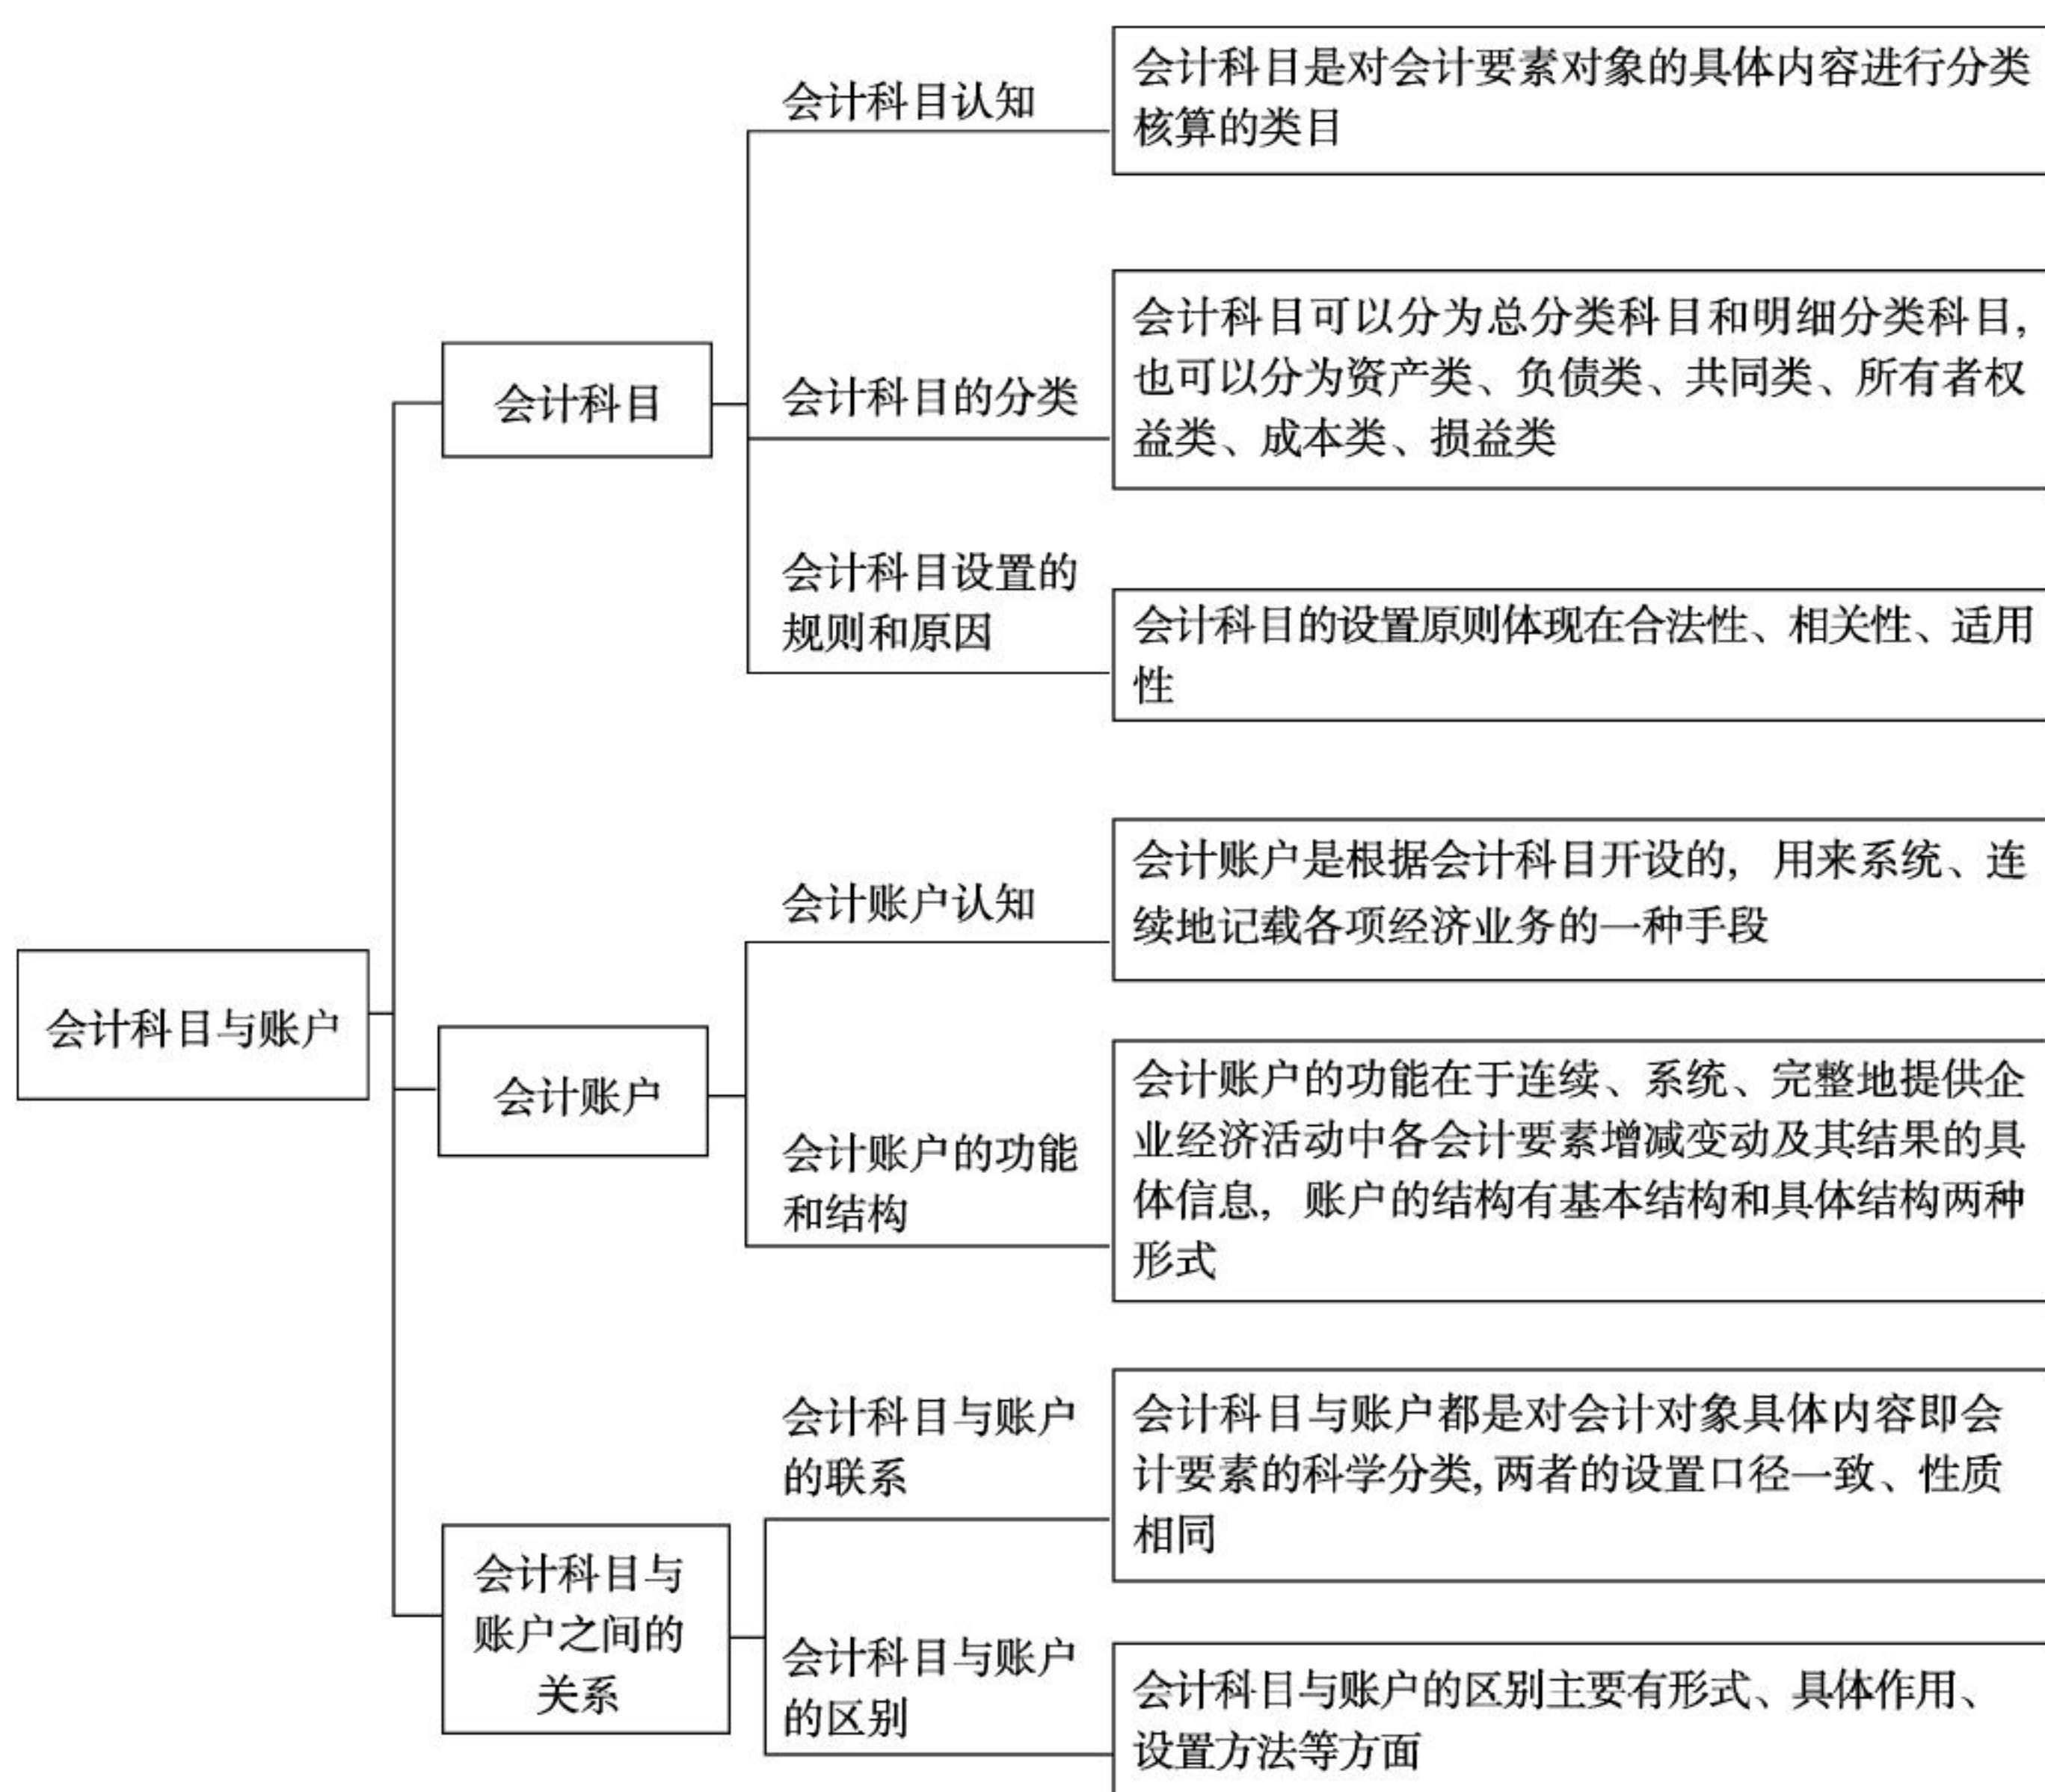 会计科目与账户
会计科目
会计科目认知
会计科目是对会计要素对象的具体内容进行分类
核算的类目
会计科目的分类
会计科目可以分为总分类科目和明细分类科目,
也可以分为资产类、负债类、共同类、所有者权
益类、成本类、损益类
会计科目设置的
规则和原因
会计科目的设置原则体现在合法性、相关性、适用
性
会计账户
会计账户认知
会计账户是根据会计科目开设的, 用来系统、连
续地记载各项经济业务的一种手段
会计账户的功能
和结构
会计账户的功能在于连续、系统、完整地提供企
业经济活动中各会计要素增减变动及其结果的具
体信息, 账户的结构有基本结构和具体结构两种
形式
会计科目与
账户之间的
关系
会计科目与账户
的联系
会计科目与账户都是对会计对象具体内容即会
计要素的科学分类, 两者的设置口径一致、性质
相同
会计科目与账户
的区别
会计科目与账户的区别主要有形式、具体作用、
设置方法等方面